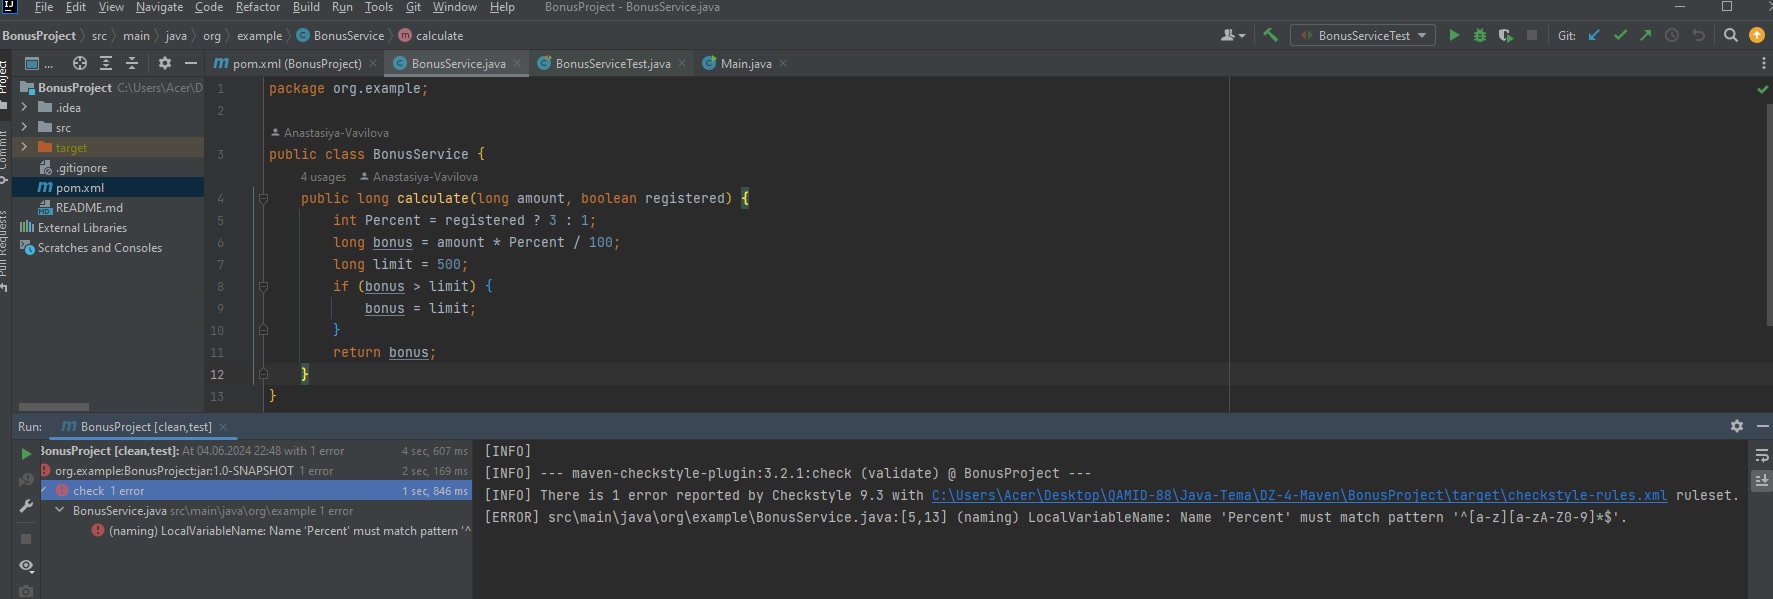 File Edit View Navigate Code Refactor Build Run Tools Git Window Help BonusProject - BonusService.java
BonusProject src main java org example BonusService calculate BonusServiceTest Git:
Project
Commit
Pull Requests
...
BonusProject C:\Users\Acer\D
.idea
src
target
.gitignore
pom.xml
README.md
External Libraries
Scratches and Consoles
pom.xml (BonusProject) BonusService.java BonusServiceTest.java Main.java
1 package org.example;
2
Anastasiya-Vavilova
3 public class BonusService {
4 usages Anastasiya-Vavilova
4 public long calculate(long amount, boolean registered) {
5 int Percent = registered ? 3 : 1;
6 long bonus = amount * Percent / 100;
7 long limit = 500;
8 if (bonus > limit) {
9 bonus = limit;
10 }
11 return bonus;
12 }
13 }
Run: BonusProject [clean,test]
BonusProject [clean,test]: At 04.06.2024 22:48 with 1 error 4 sec, 607 ms
org.example:BonusProject:jar:1.0-SNAPSHOT 1 error 2 sec, 169 ms
check 1 error 1 sec, 846 ms
BonusService.java src\main\java\org\example 1 error
(naming) LocalVariableName: Name 'Percent' must match pattern '^
[INFO]
[INFO] --- maven-checkstyle-plugin:3.2.1:check (validate) @ BonusProject ---
[INFO] There is 1 error reported by Checkstyle 9.3 with C:\Users\Acer\Desktop\QAMID-88\Java-Tema\DZ-4-Maven\BonusProject\target\checkstyle-rules.xml ruleset.
[ERROR] src\main\java\org\example\BonusService.java:[5,13] (naming) LocalVariableName: Name 'Percent' must match pattern '^[a-z][a-zA-Z0-9]*$'.